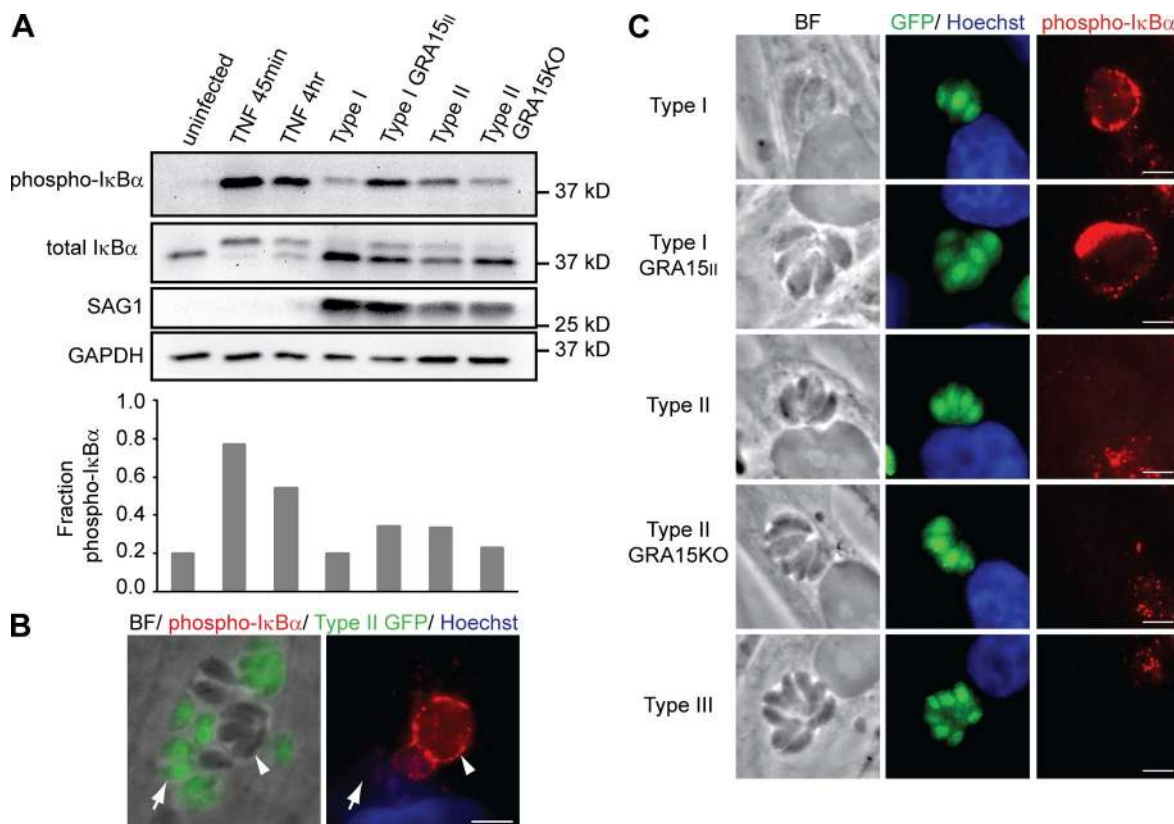 A
uninfected
TNF 45min
TNF 4hr
Type I
Type I GRA15II
Type II
Type II
GRA15KO
phospho-IκBα
37 kD
total IκBα
37 kD
SAG1
25 kD
GAPDH
37 kD
Fraction
phospho-IκBα
1.0
0.8
0.6
0.4
0.2
0.0
B
BF/ phospho-IκBα/ Type II GFP/ Hoechst
C
BF
GFP/ Hoechst
phospho-IκBα
Type I
Type I
GRA15II
Type II
Type II
GRA15KO
Type III